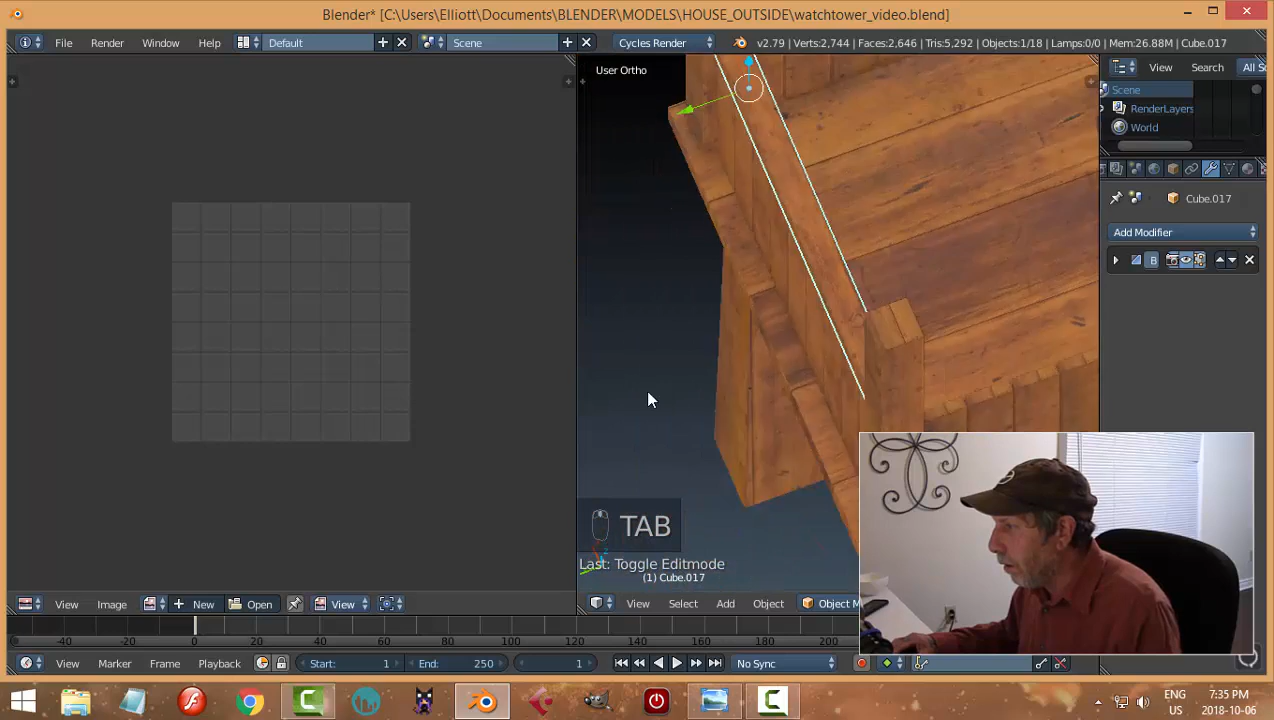 Blender* [C:\Users\Elliott\Documents\BLENDER\MODELS\HOUSE_OUTSIDE\watchtower_video.blend]
File Render Window Help Default Scene Cycles Render v2.79 | Verts:2,744 | Faces:2,646 | Tris:5,292 | Objects:1/18 | Lamps:0/0 | Mem:26.88M | Cube.017
User Ortho
View Search All S
Scene
RenderLayers
World
Cube.017
Add Modifier
B
TAB
Last: Toggle Editmode
(1) Cube.017
View Image New Open View
View Select Add Object Object M
-40 -20 0 20 40 60 80 100 120 140 160 180 200
View Marker Frame Playback Start: 1 End: 250 1 No Sync
ENG
US
7:35 PM
2018-10-06